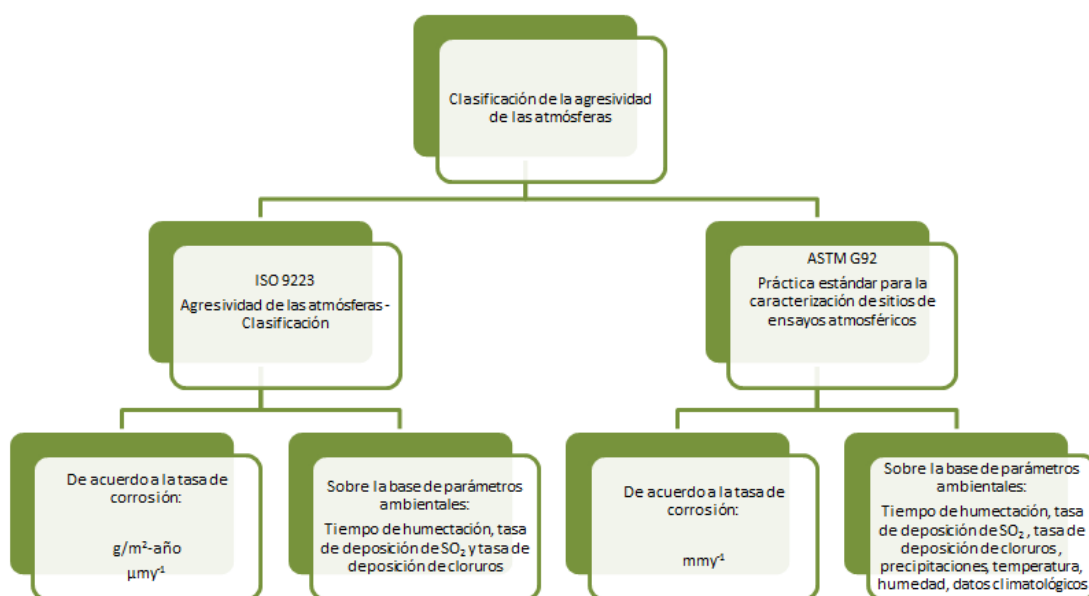 Clasificación de la agresividad
de las atmósferas
ISO 9223
Agresividad de las atmósferas -
Clasificación
ASTM G92
Práctica estándar para la
caracterización de sitios de
ensayos atmosféricos
De acuerdo a la tasa de
corrosión:
g/m²-año
µmy⁻¹
Sobre la base de parámetros
ambientales:
Tiempo de humectación, tasa
de deposición de SO₂ y tasa de
deposición de cloruros
De acuerdo a la tasa de
corrosión:
mmy⁻¹
Sobre la base de parámetros
ambientales:
Tiempo de humectación, tasa
de deposición de SO₂ , tasa de
deposición de cloruros ,
precipitaciones, temperatura,
humedad, datos climatológicos